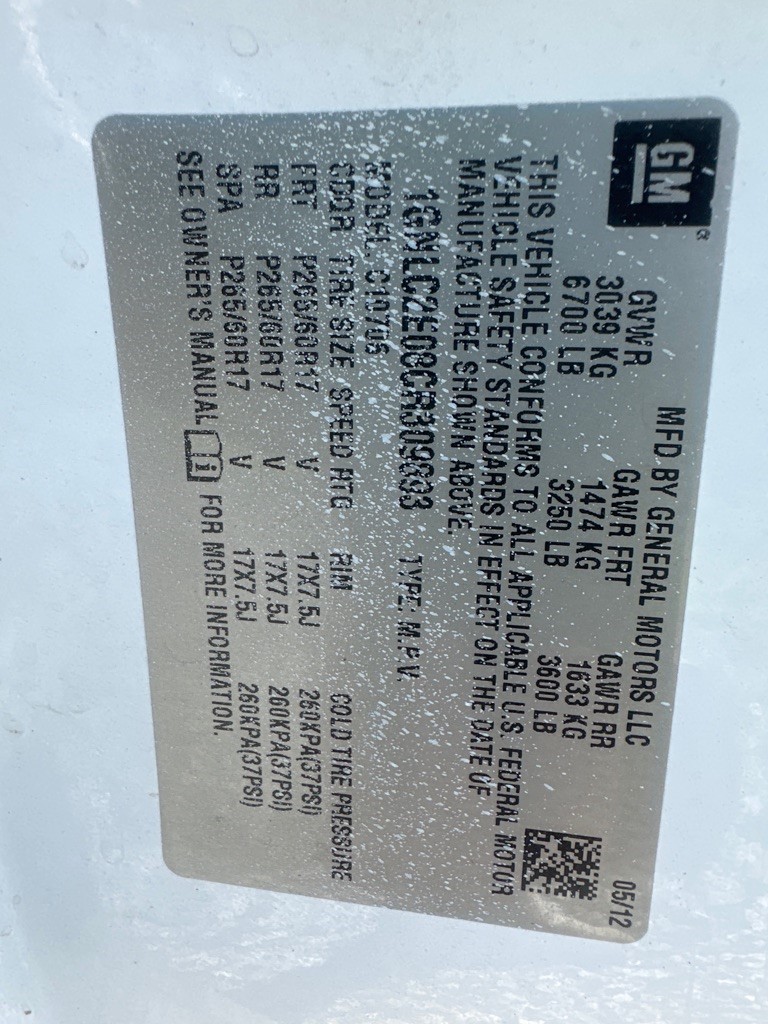 GM
®
MFD BY GENERAL MOTORS LLC
05/12
GVWR GAWR FRT GAWR RR
3039 KG 1474 KG 1633 KG
6700 LB 3250 LB 3600 LB
THIS VEHICLE CONFORMS TO ALL APPLICABLE U.S. FEDERAL MOTOR
VEHICLE SAFETY STANDARDS IN EFFECT ON THE DATE OF
MANUFACTURE SHOWN ABOVE.
1GNLC2E08CR309893 TYPE: M.P.V.
MODEL: C10706
CDDR TIRE SIZE SPEED RTG RIM COLD TIRE PRESSURE
FRT P265/60R17 V 17X7.5J 260KPA(37PSI)
RR P265/60R17 V 17X7.5J 260KPA(37PSI)
SPA P265/60R17 V 17X7.5J 260KPA(37PSI)
SEE OWNER'S MANUAL i FOR MORE INFORMATION.